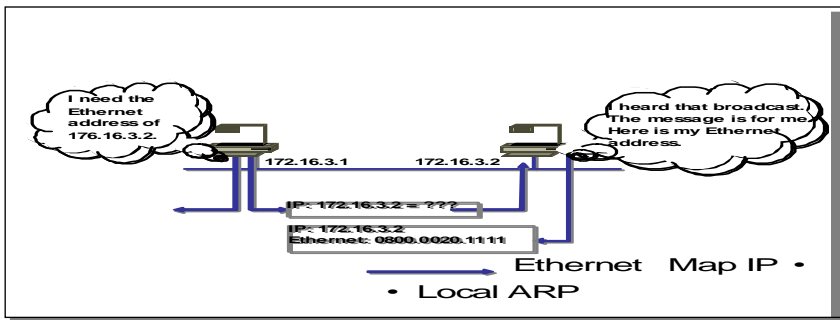 I need the
Ethernet
address of
176.16.3.2.
I heard that broadcast.
The message is for me.
Here is my Ethernet
address.
172.16.3.1
172.16.3.2
IP: 172.16.3.2 = ???
IP: 172.16.3.2
Ethernet: 0800.0020.1111
Ethernet Map IP •
• Local ARP